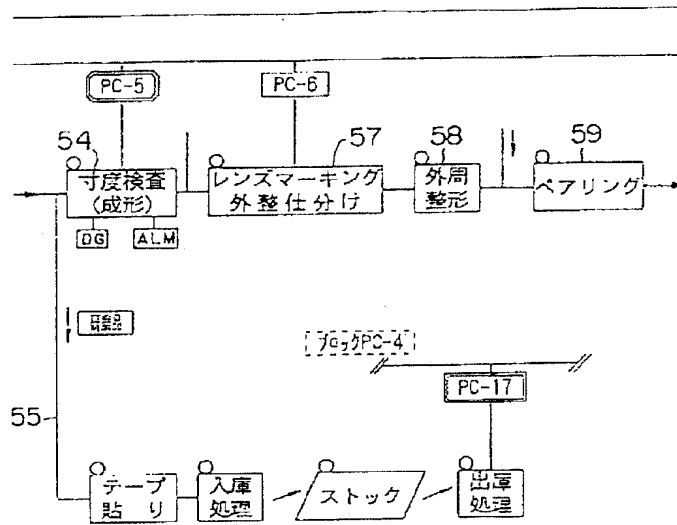 PC-5
PC-6
54
57
58
59
寸度検査
(成形)
レンズマーキング
外整仕分け
外周
整形
ペアリング
DG
ALM
ブロックPC-4
PC-17
55
テープ
貼り
入庫
処理
ストック
出庫
処理